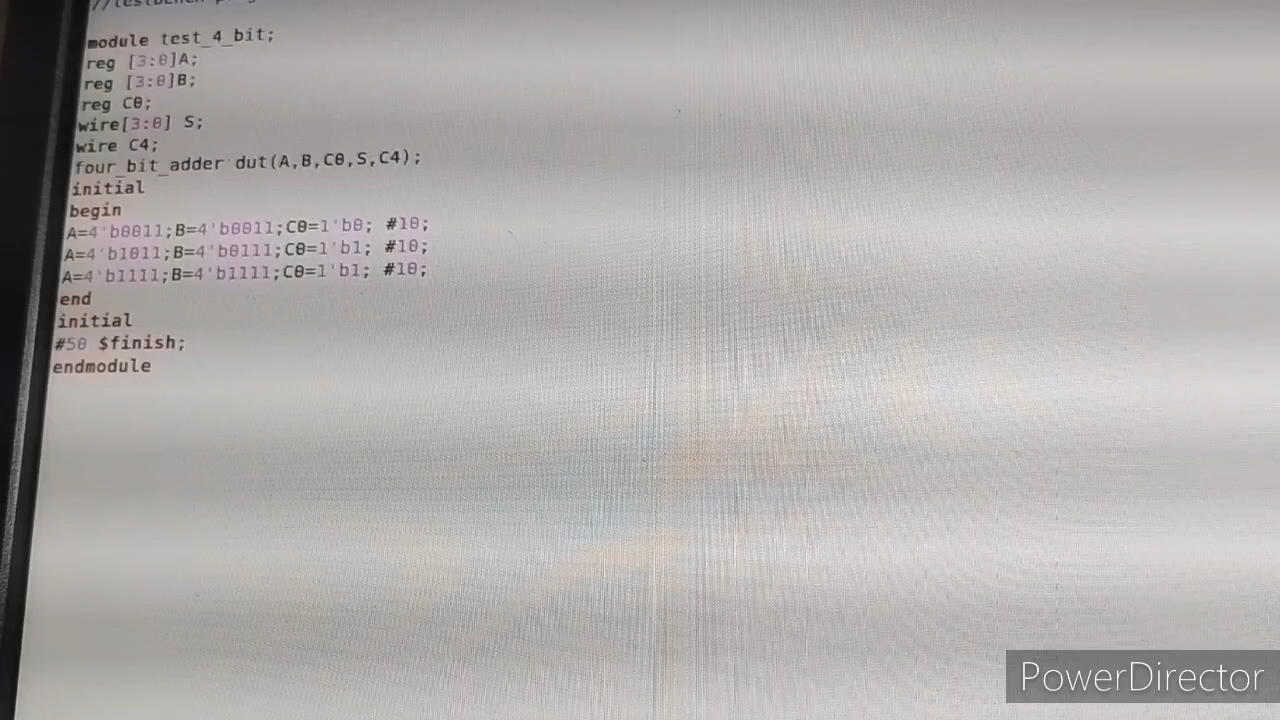 //testbench
module test_4_bit;
reg [3:0]A;
reg [3:0]B;
reg C0;
wire[3:0] S;
wire C4;
four_bit_adder dut(A,B,C0,S,C4);
initial
begin
A=4'b0011;B=4'b0011;C0=1'b0; #10;
A=4'b1011;B=4'b0111;C0=1'b1; #10;
A=4'b1111;B=4'b1111;C0=1'b1; #10;
end
initial
#50 $finish;
endmodule
PowerDirector